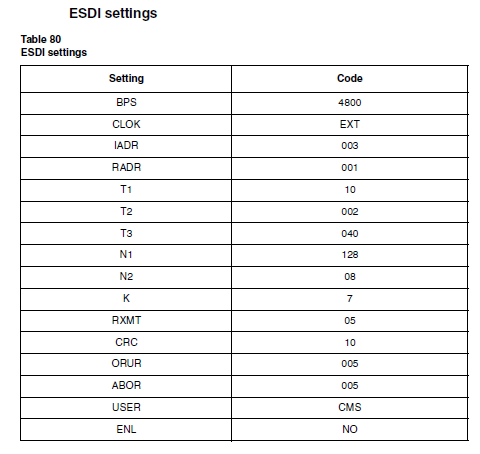 ESDI settings
Table 80
ESDI settings
Setting Code
BPS 4800
CLOK EXT
IADR 003
RADR 001
T1 10
T2 002
T3 040
N1 128
N2 08
K 7
RXMT 05
CRC 10
ORUR 005
ABOR 005
USER CMS
ENL NO